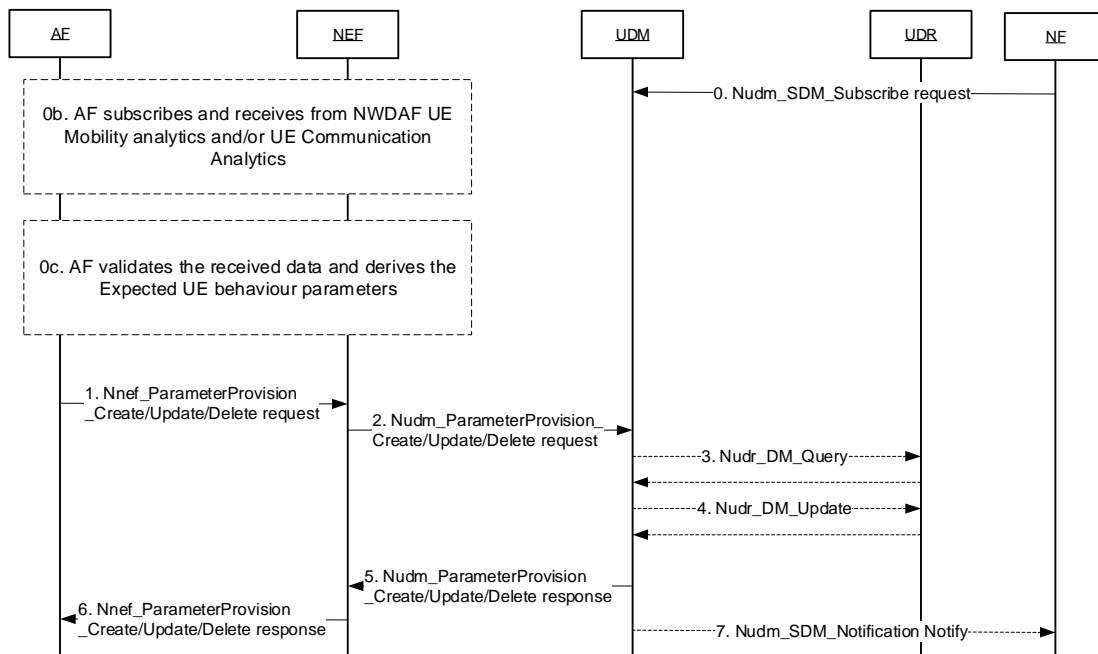 AF
NEF
UDM
UDR
NF
0. Nudm_SDM_Subscribe request
0b. AF subscribes and receives from NWDAF UE
Mobility analytics and/or UE Communication
Analytics
0c. AF validates the received data and derives the
Expected UE behaviour parameters
1. Nnef_ParameterProvision
_Create/Update/Delete request
2. Nudm_ParameterProvision_
Create/Update/Delete request
3. Nudr_DM_Query
4. Nudr_DM_Update
5. Nudm_ParameterProvision
_Create/Update/Delete response
6. Nnef_ParameterProvision
_Create/Update/Delete response
7. Nudm_SDM_Notification Notify